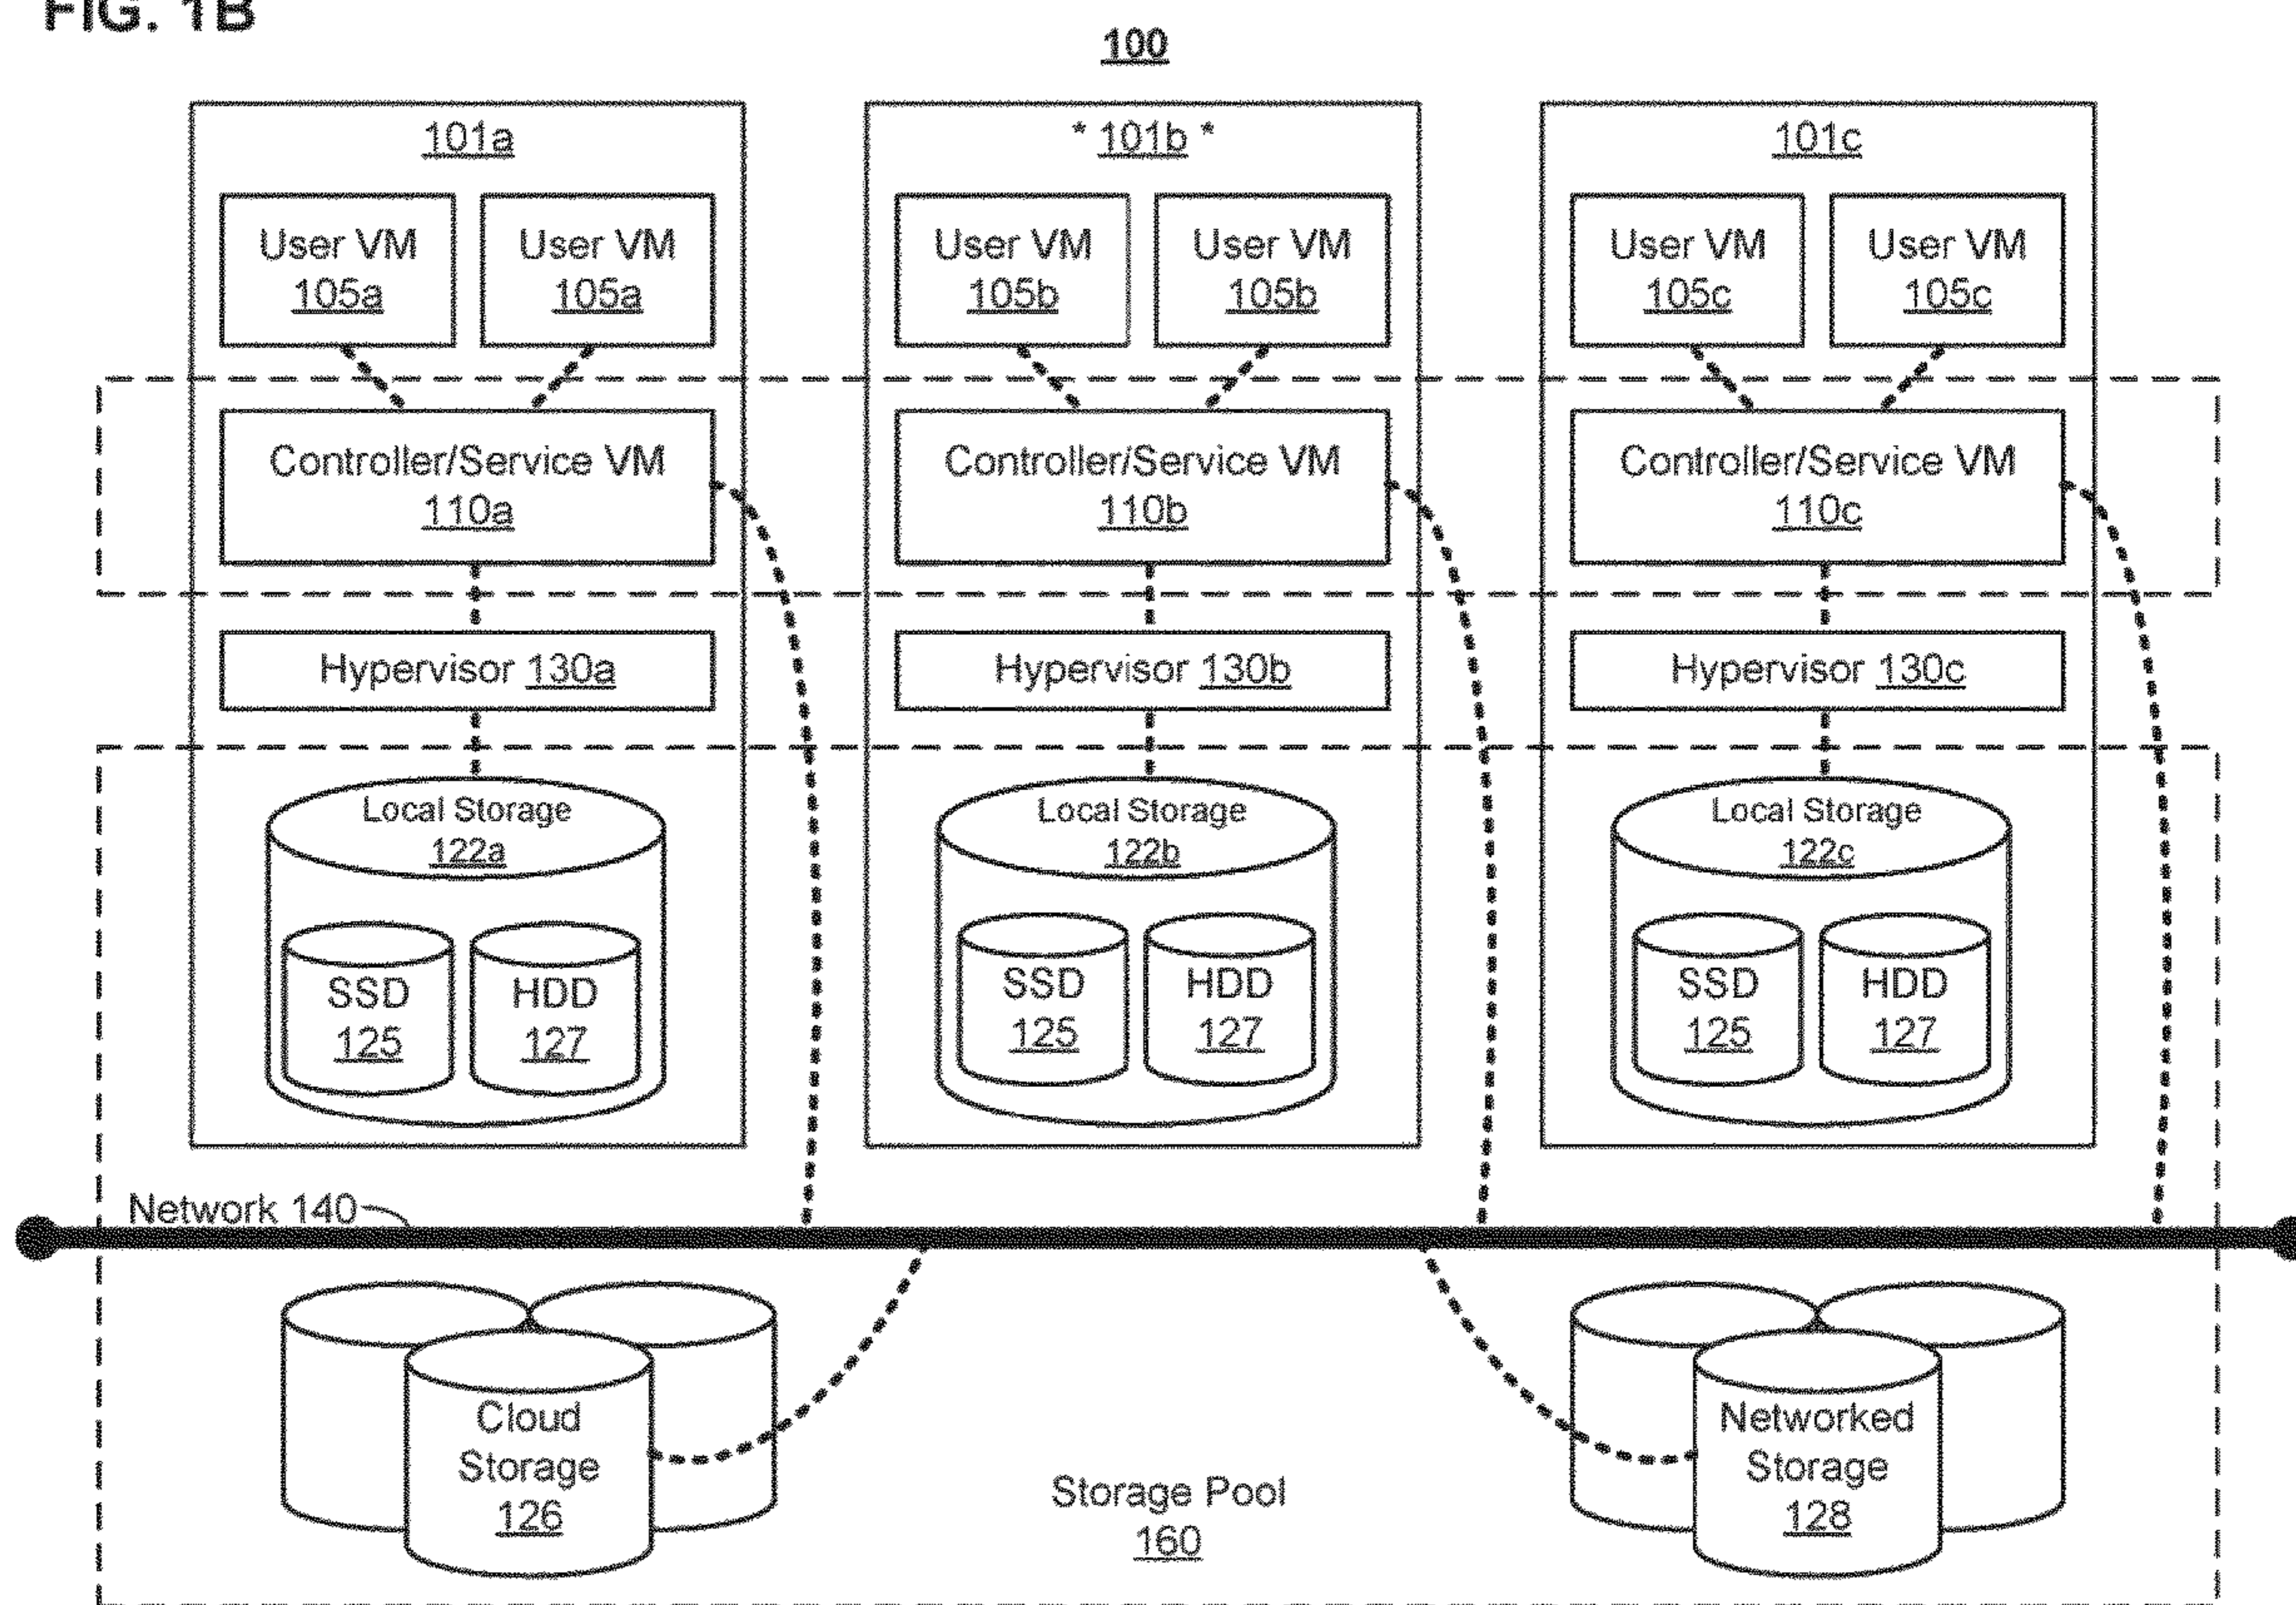 FIG. 1B
100
101a
* 101b *
101c
User VM
105a
User VM
105a
User VM
105b
User VM
105b
User VM
105c
User VM
105c
Controller/Service VM
110a
Controller/Service VM
110b
Controller/Service VM
110c
Hypervisor 130a
Hypervisor 130b
Hypervisor 130c
Local Storage
122a
Local Storage
122b
Local Storage
122c
SSD
125
HDD
127
SSD
125
HDD
127
SSD
125
HDD
127
Network 140
Cloud
Storage
126
Storage Pool
160
Networked
Storage
128